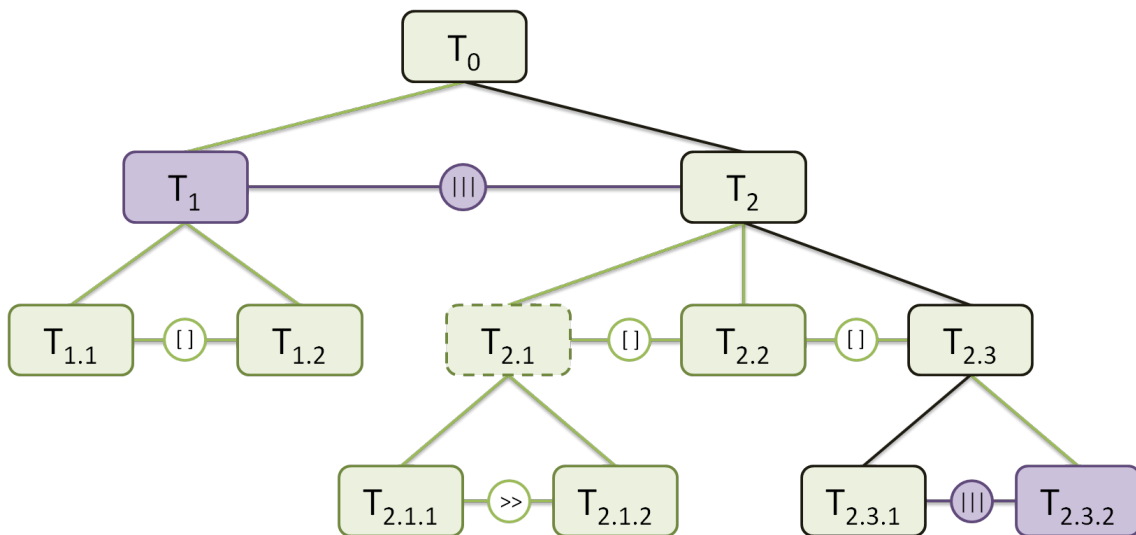 T0
T1 ||| T2
T1.1 [ ] T1.2 T2.1 [ ] T2.2 [ ] T2.3
T2.1.1 >> T2.1.2 T2.3.1 ||| T2.3.2